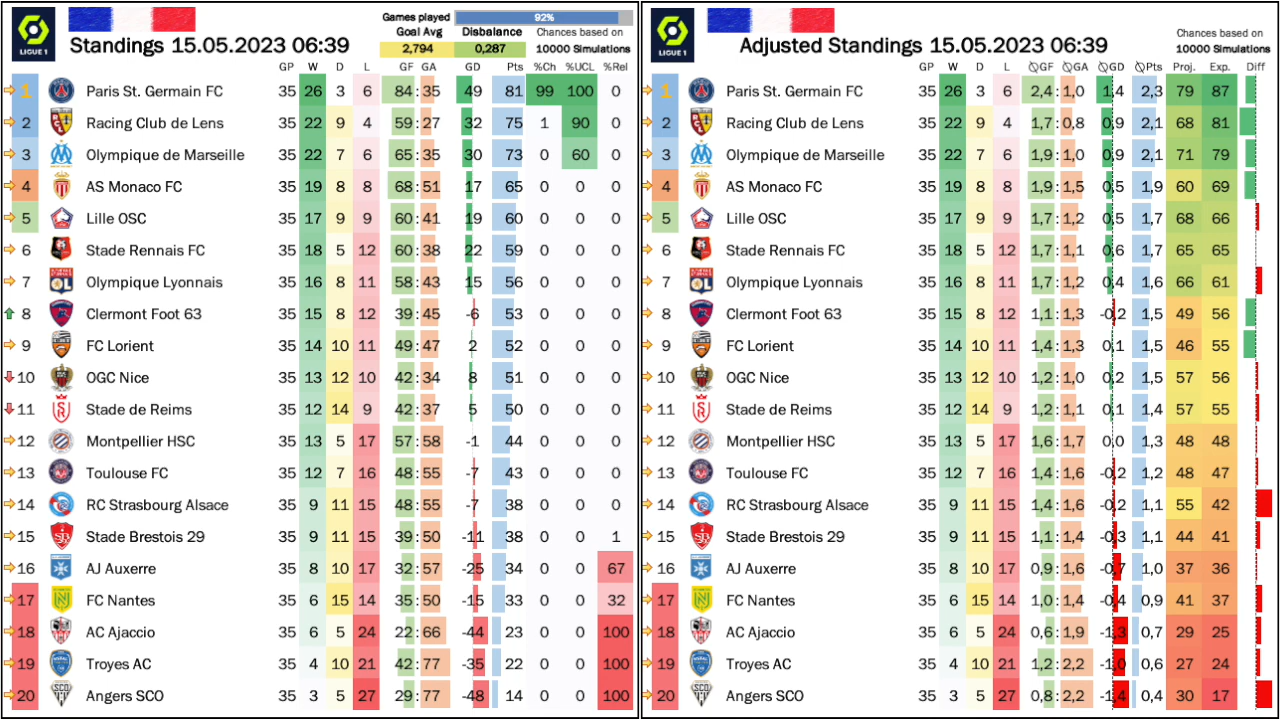 Games played 92%
Goal Avg Disbalance Chances based on
LIGUE 1 Standings 15.05.2023 06:39 2,794 0,287 10000 Simulations
GP W D L GF GA GD Pts %Ch %UCL %Rel
1 Paris St. Germain FC 35 26 3 6 84 : 35 49 81 99 100 0
2 Racing Club de Lens 35 22 9 4 59 : 27 32 75 1 90 0
3 Olympique de Marseille 35 22 7 6 65 : 35 30 73 0 60 0
4 AS Monaco FC 35 19 8 8 68 : 51 17 65 0 0 0
5 Lille OSC 35 17 9 9 60 : 41 19 60 0 0 0
6 Stade Rennais FC 35 18 5 12 60 : 38 22 59 0 0 0
7 Olympique Lyonnais 35 16 8 11 58 : 43 15 56 0 0 0
8 Clermont Foot 63 35 15 8 12 39 : 45 -6 53 0 0 0
9 FC Lorient 35 14 10 11 49 : 47 2 52 0 0 0
10 OGC Nice 35 13 12 10 42 : 34 8 51 0 0 0
11 Stade de Reims 35 12 14 9 42 : 37 5 50 0 0 0
12 Montpellier HSC 35 13 5 17 57 : 58 -1 44 0 0 0
13 Toulouse FC 35 12 7 16 48 : 55 -7 43 0 0 0
14 RC Strasbourg Alsace 35 9 11 15 48 : 55 -7 38 0 0 0
15 Stade Brestois 29 35 9 11 15 39 : 50 -11 38 0 0 1
16 AJ Auxerre 35 8 10 17 32 : 57 -25 34 0 0 67
17 FC Nantes 35 6 15 14 35 : 50 -15 33 0 0 32
18 AC Ajaccio 35 6 5 24 22 : 66 -44 23 0 0 100
19 Troyes AC 35 4 10 21 42 : 77 -35 22 0 0 100
20 Angers SCO 35 3 5 27 29 : 77 -48 14 0 0 100
Chances based on
LIGUE 1 Adjusted Standings 15.05.2023 06:39 10000 Simulations
GP W D L ⌀GF ⌀GA ⌀GD ⌀Pts Proj. Exp. Diff
1 Paris St. Germain FC 35 26 3 6 2,4 : 1,0 1,4 2,3 79 87
2 Racing Club de Lens 35 22 9 4 1,7 : 0,8 0,9 2,1 68 81
3 Olympique de Marseille 35 22 7 6 1,9 : 1,0 0,9 2,1 71 79
4 AS Monaco FC 35 19 8 8 1,9 : 1,5 0,5 1,9 60 69
5 Lille OSC 35 17 9 9 1,7 : 1,2 0,5 1,7 68 66
6 Stade Rennais FC 35 18 5 12 1,7 : 1,1 0,6 1,7 65 65
7 Olympique Lyonnais 35 16 8 11 1,7 : 1,2 0,4 1,6 66 61
8 Clermont Foot 63 35 15 8 12 1,1 : 1,3 -0,2 1,5 49 56
9 FC Lorient 35 14 10 11 1,4 : 1,3 0,1 1,5 46 55
10 OGC Nice 35 13 12 10 1,2 : 1,0 0,2 1,5 57 56
11 Stade de Reims 35 12 14 9 1,2 : 1,1 0,1 1,4 57 55
12 Montpellier HSC 35 13 5 17 1,6 : 1,7 0,0 1,3 48 48
13 Toulouse FC 35 12 7 16 1,4 : 1,6 -0,2 1,2 48 47
14 RC Strasbourg Alsace 35 9 11 15 1,4 : 1,6 -0,2 1,1 55 42
15 Stade Brestois 29 35 9 11 15 1,1 : 1,4 -0,3 1,1 44 41
16 AJ Auxerre 35 8 10 17 0,9 : 1,6 -0,7 1,0 37 36
17 FC Nantes 35 6 15 14 1,0 : 1,4 -0,4 0,9 41 37
18 AC Ajaccio 35 6 5 24 0,6 : 1,9 -1,3 0,7 29 25
19 Troyes AC 35 4 10 21 1,2 : 2,2 -1,0 0,6 27 24
20 Angers SCO 35 3 5 27 0,8 : 2,2 -1,4 0,4 30 17